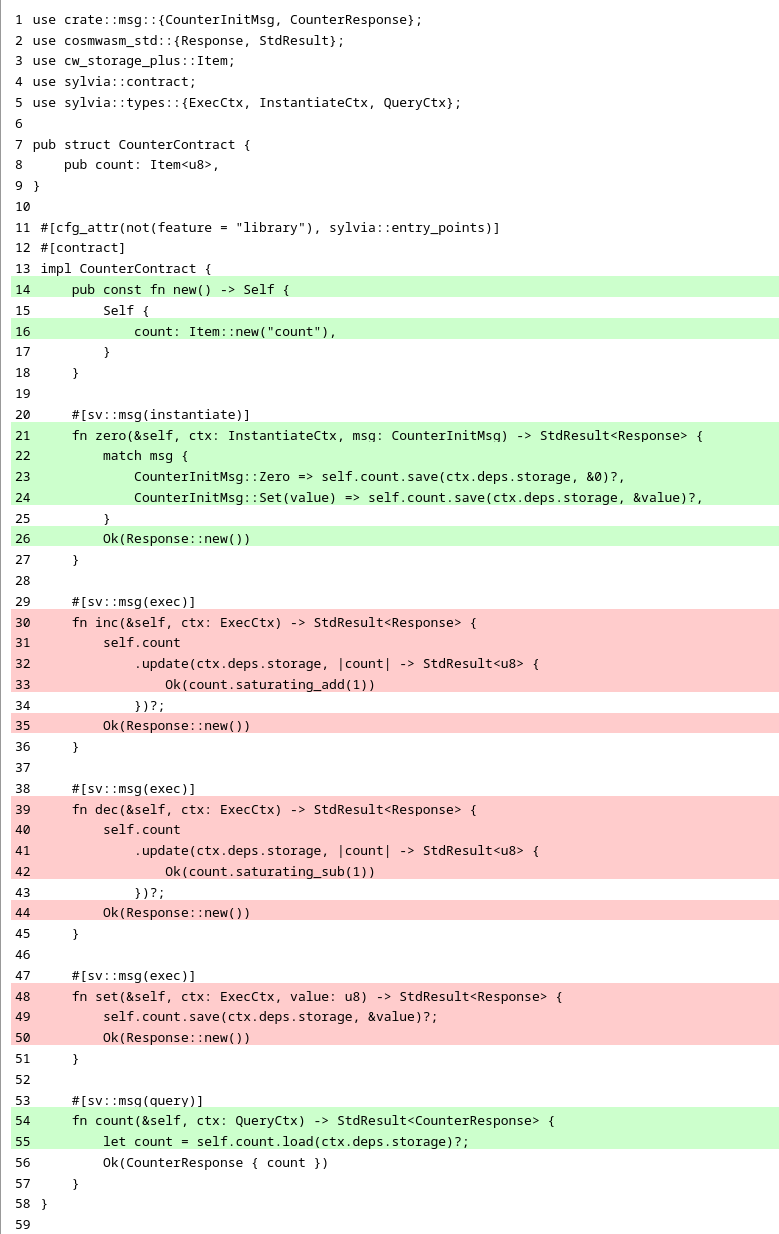 1 use crate::msg::{CounterInitMsg, CounterResponse};
2 use cosmwasm_std::{Response, StdResult};
3 use cw_storage_plus::Item;
4 use sylvia::contract;
5 use sylvia::types::{ExecCtx, InstantiateCtx, QueryCtx};
6
7 pub struct CounterContract {
8     pub count: Item<u8>,
9 }
10
11 #[cfg_attr(not(feature = "library"), sylvia::entry_points)]
12 #[contract]
13 impl CounterContract {
14     pub const fn new() -> Self {
15         Self {
16             count: Item::new("count"),
17         }
18     }
19
20     #[sv::msg(instantiate)]
21     fn zero(&self, ctx: InstantiateCtx, msg: CounterInitMsg) -> StdResult<Response> {
22         match msg {
23             CounterInitMsg::Zero => self.count.save(ctx.deps.storage, &0)?,
24             CounterInitMsg::Set(value) => self.count.save(ctx.deps.storage, &value)?,
25         }
26         Ok(Response::new())
27     }
28
29     #[sv::msg(exec)]
30     fn inc(&self, ctx: ExecCtx) -> StdResult<Response> {
31         self.count
32             .update(ctx.deps.storage, |count| -> StdResult<u8> {
33                 Ok(count.saturating_add(1))
34             })?;
35         Ok(Response::new())
36     }
37
38     #[sv::msg(exec)]
39     fn dec(&self, ctx: ExecCtx) -> StdResult<Response> {
40         self.count
41             .update(ctx.deps.storage, |count| -> StdResult<u8> {
42                 Ok(count.saturating_sub(1))
43             })?;
44         Ok(Response::new())
45     }
46
47     #[sv::msg(exec)]
48     fn set(&self, ctx: ExecCtx, value: u8) -> StdResult<Response> {
49         self.count.save(ctx.deps.storage, &value)?;
50         Ok(Response::new())
51     }
52
53     #[sv::msg(query)]
54     fn count(&self, ctx: QueryCtx) -> StdResult<CounterResponse> {
55         let count = self.count.load(ctx.deps.storage)?;
56         Ok(CounterResponse { count })
57     }
58 }
59